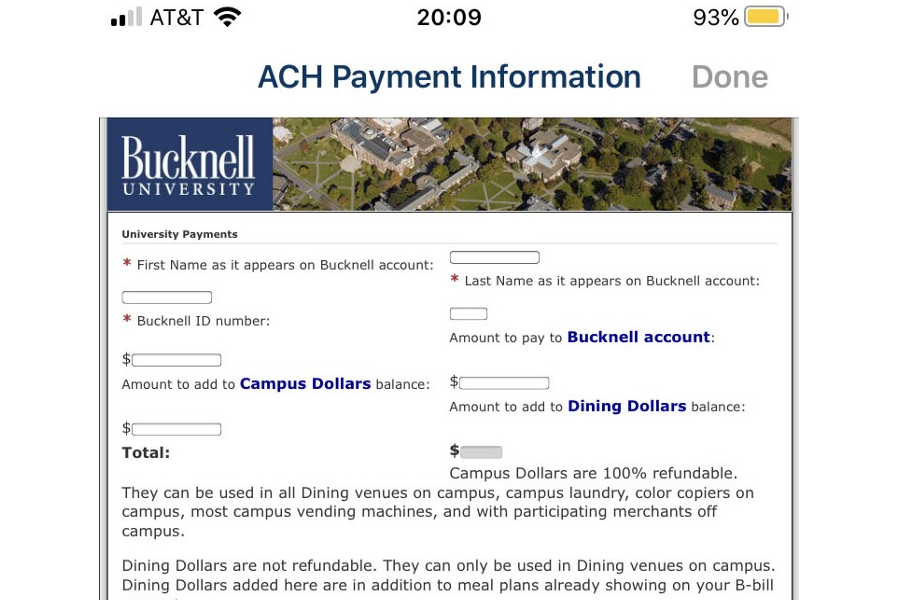 AT&T 20:09 93%
ACH Payment Information Done
Bucknell
UNIVERSITY
University Payments
* First Name as it appears on Bucknell account:
* Last Name as it appears on Bucknell account:
* Bucknell ID number:
Amount to pay to Bucknell account:
$
Amount to add to Campus Dollars balance:
$
Amount to add to Dining Dollars balance:
$
Total:
$
Campus Dollars are 100% refundable.
They can be used in all Dining venues on campus, campus laundry, color copiers on
campus, most campus vending machines, and with participating merchants off
campus.
Dining Dollars are not refundable. They can only be used in Dining venues on campus.
Dining Dollars added here are in addition to meal plans already showing on your B-bill